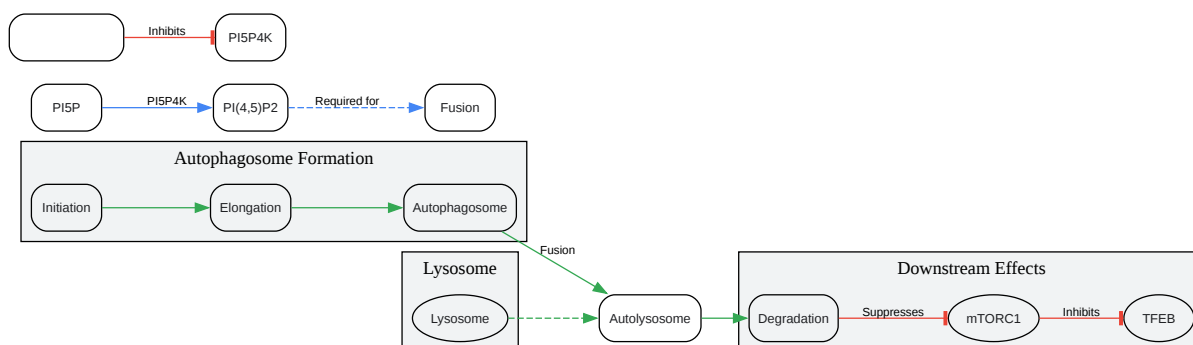 Inhibits
PI5P4K
PI5P
PI5P4K
PI(4,5)P2
Required for
Fusion
Autophagosome Formation
Initiation
Elongation
Autophagosome
Fusion
Lysosome
Lysosome
Autolysosome
Downstream Effects
Degradation
Suppresses
mTORC1
Inhibits
TFEB